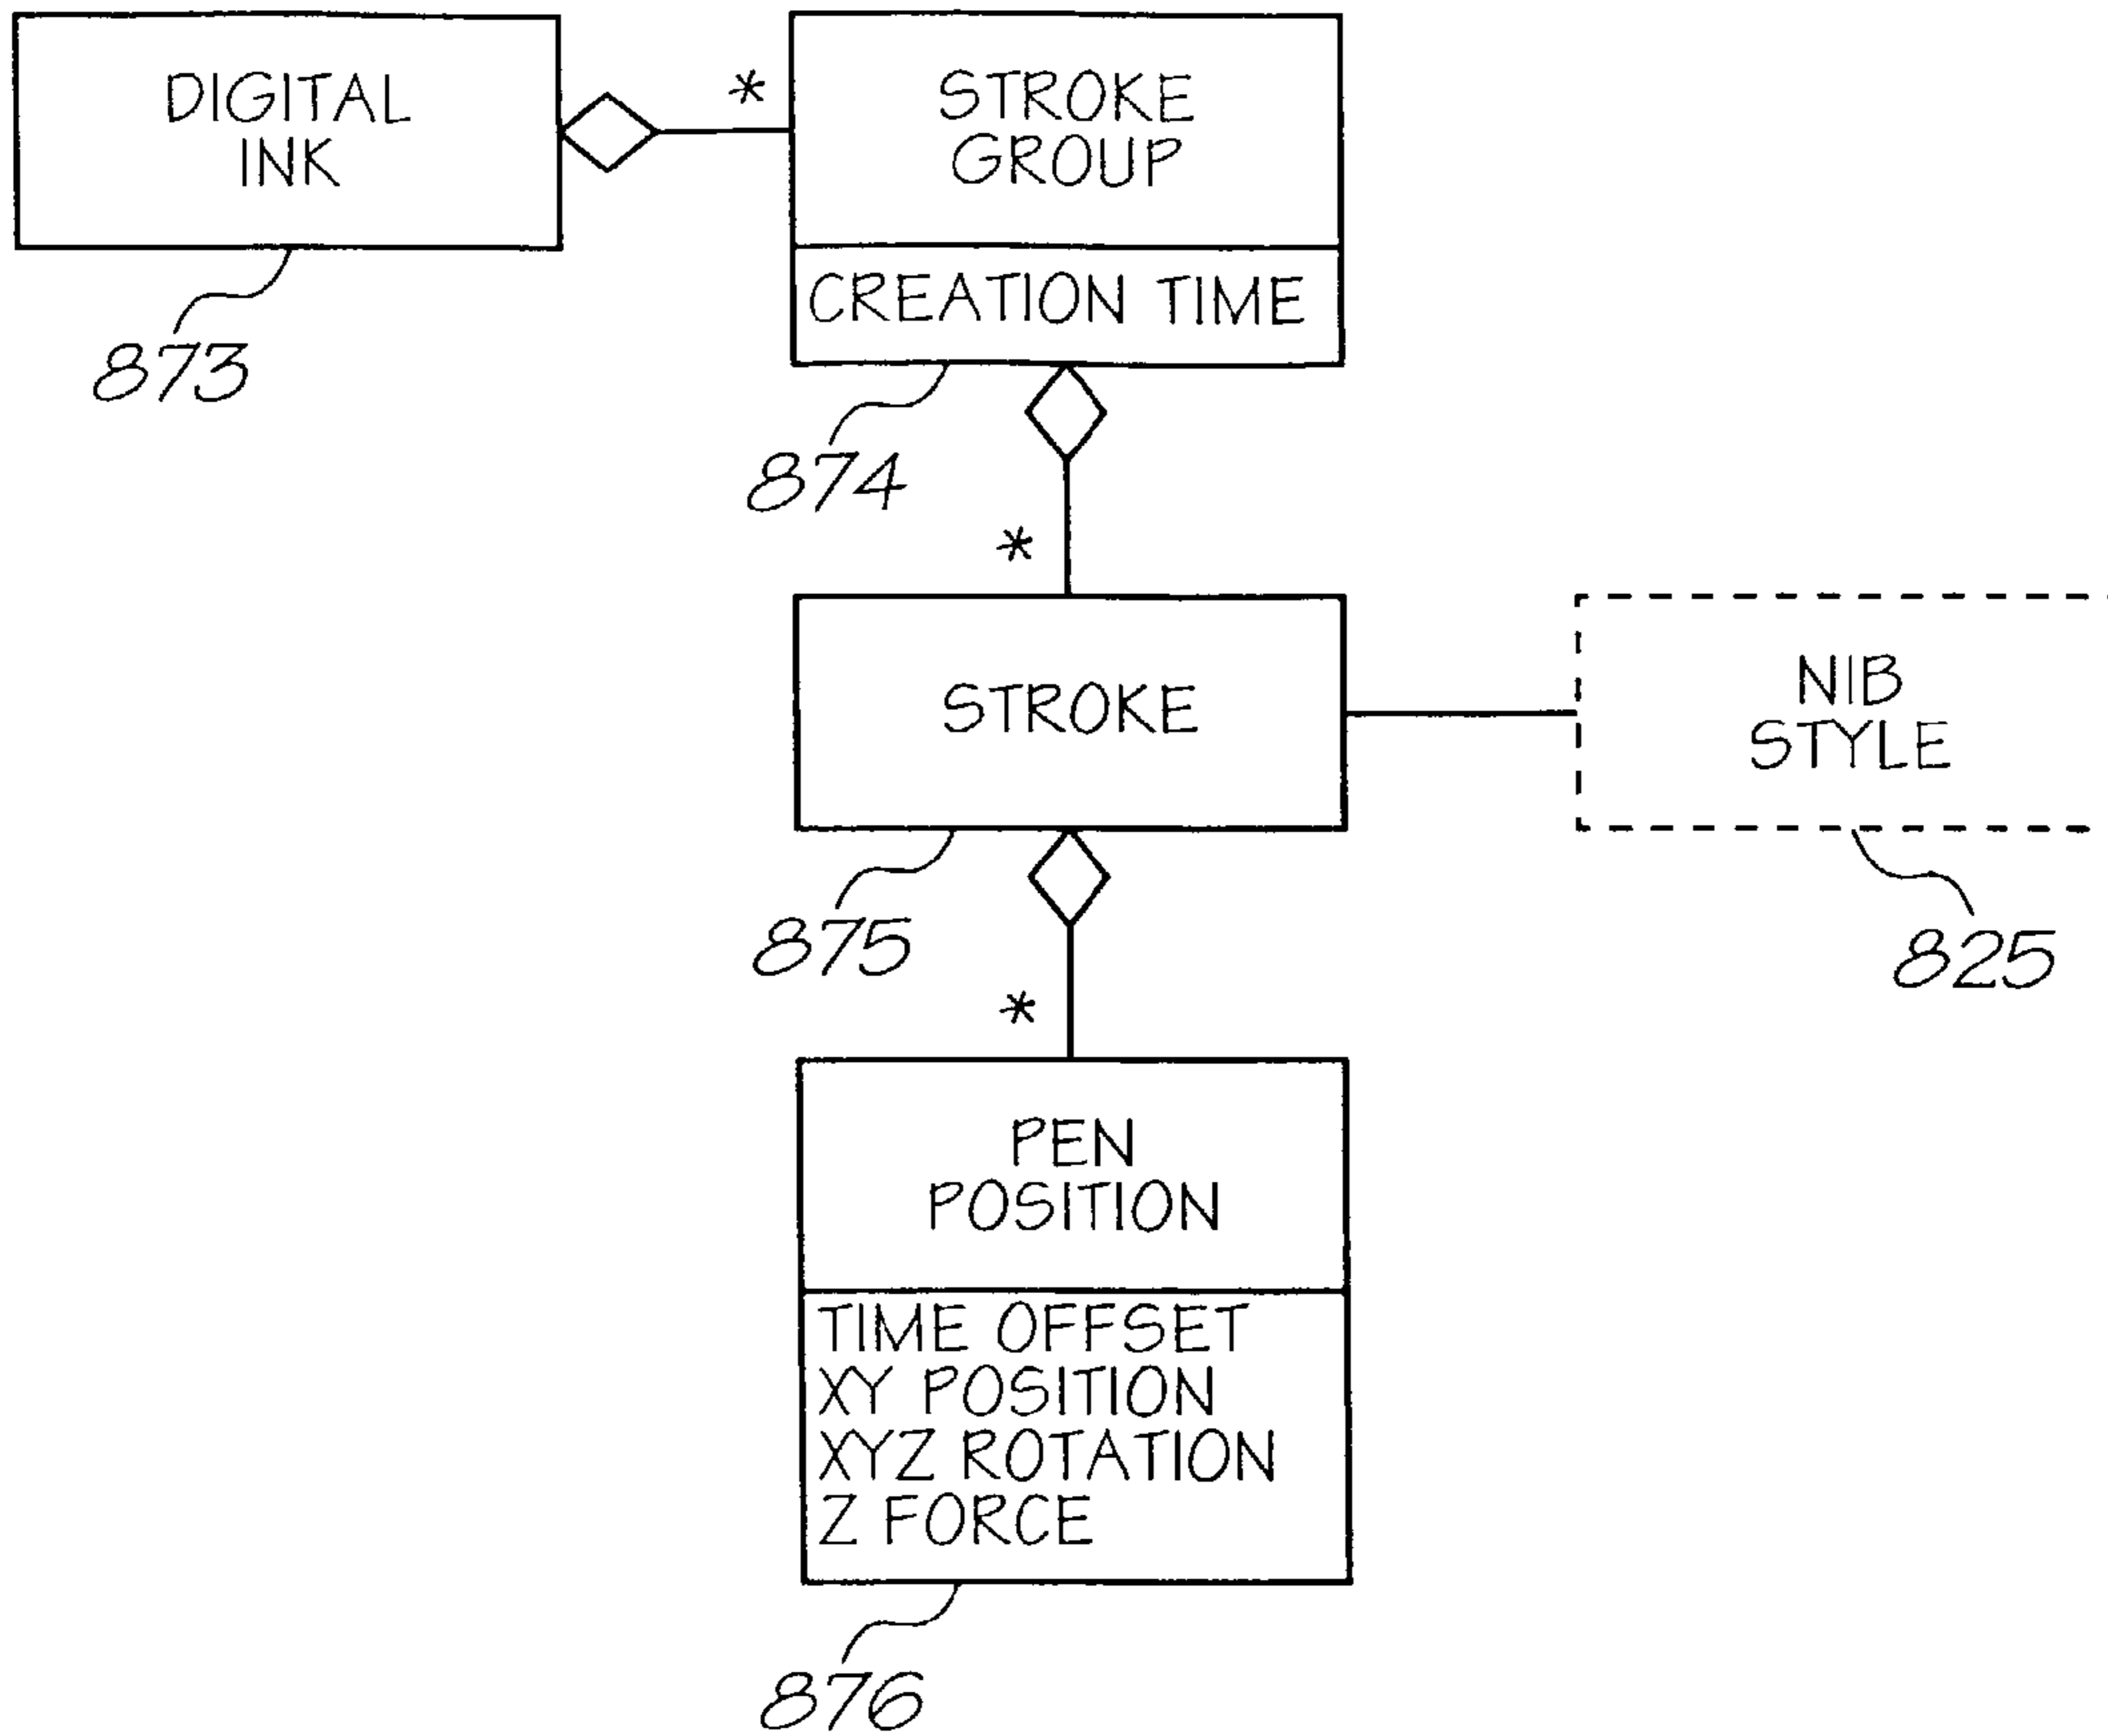 DIGITAL
INK
*
STROKE
GROUP
CREATION TIME
873
874
*
STROKE
NIB
STYLE
875
825
*
PEN
POSITION
TIME OFFSET
XY POSITION
XYZ ROTATION
Z FORCE
876